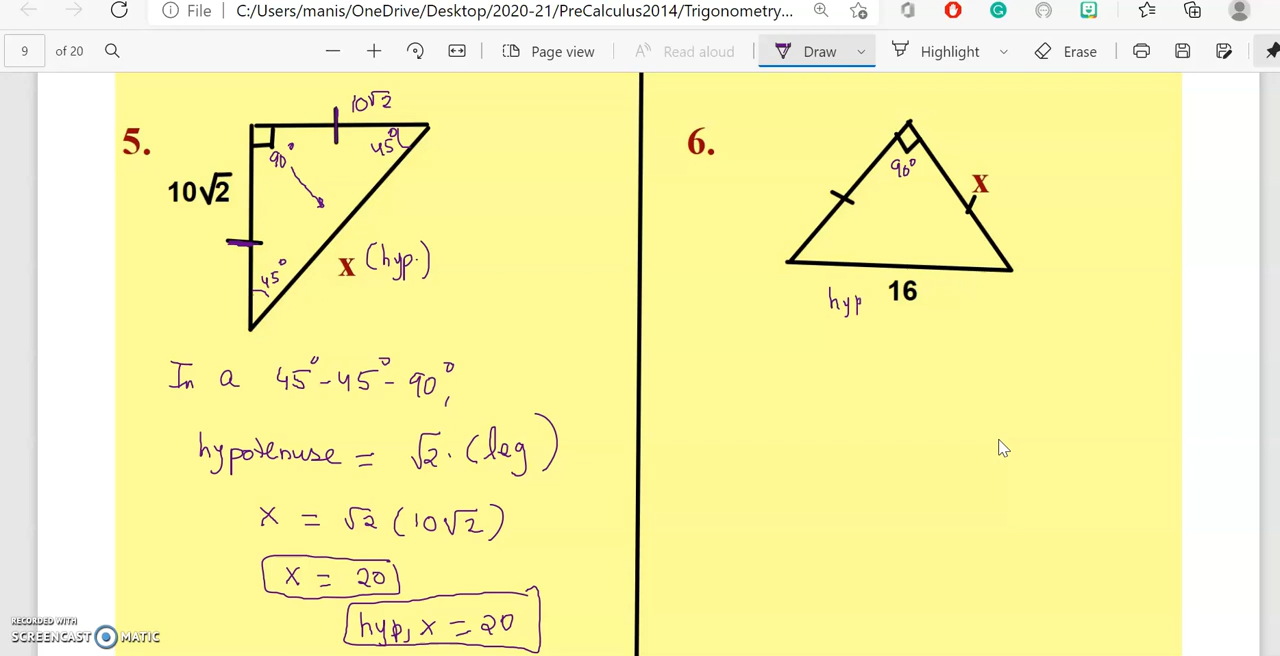 File C:/Users/manis/OneDrive/Desktop/2020-21/PreCalculus2014/Trigonometry...
9 of 20 Page view Read aloud Draw Highlight Erase
5.
10√2
10√2
90°
45°
45°
x (hyp.)
In a 45°-45°-90°,
hypotenuse = √2. (leg)
x = √2 (10√2)
x = 20
hyp, x = 20
6.
90°
x
hyp 16
RECORDED WITH
SCREENCAST MATIC